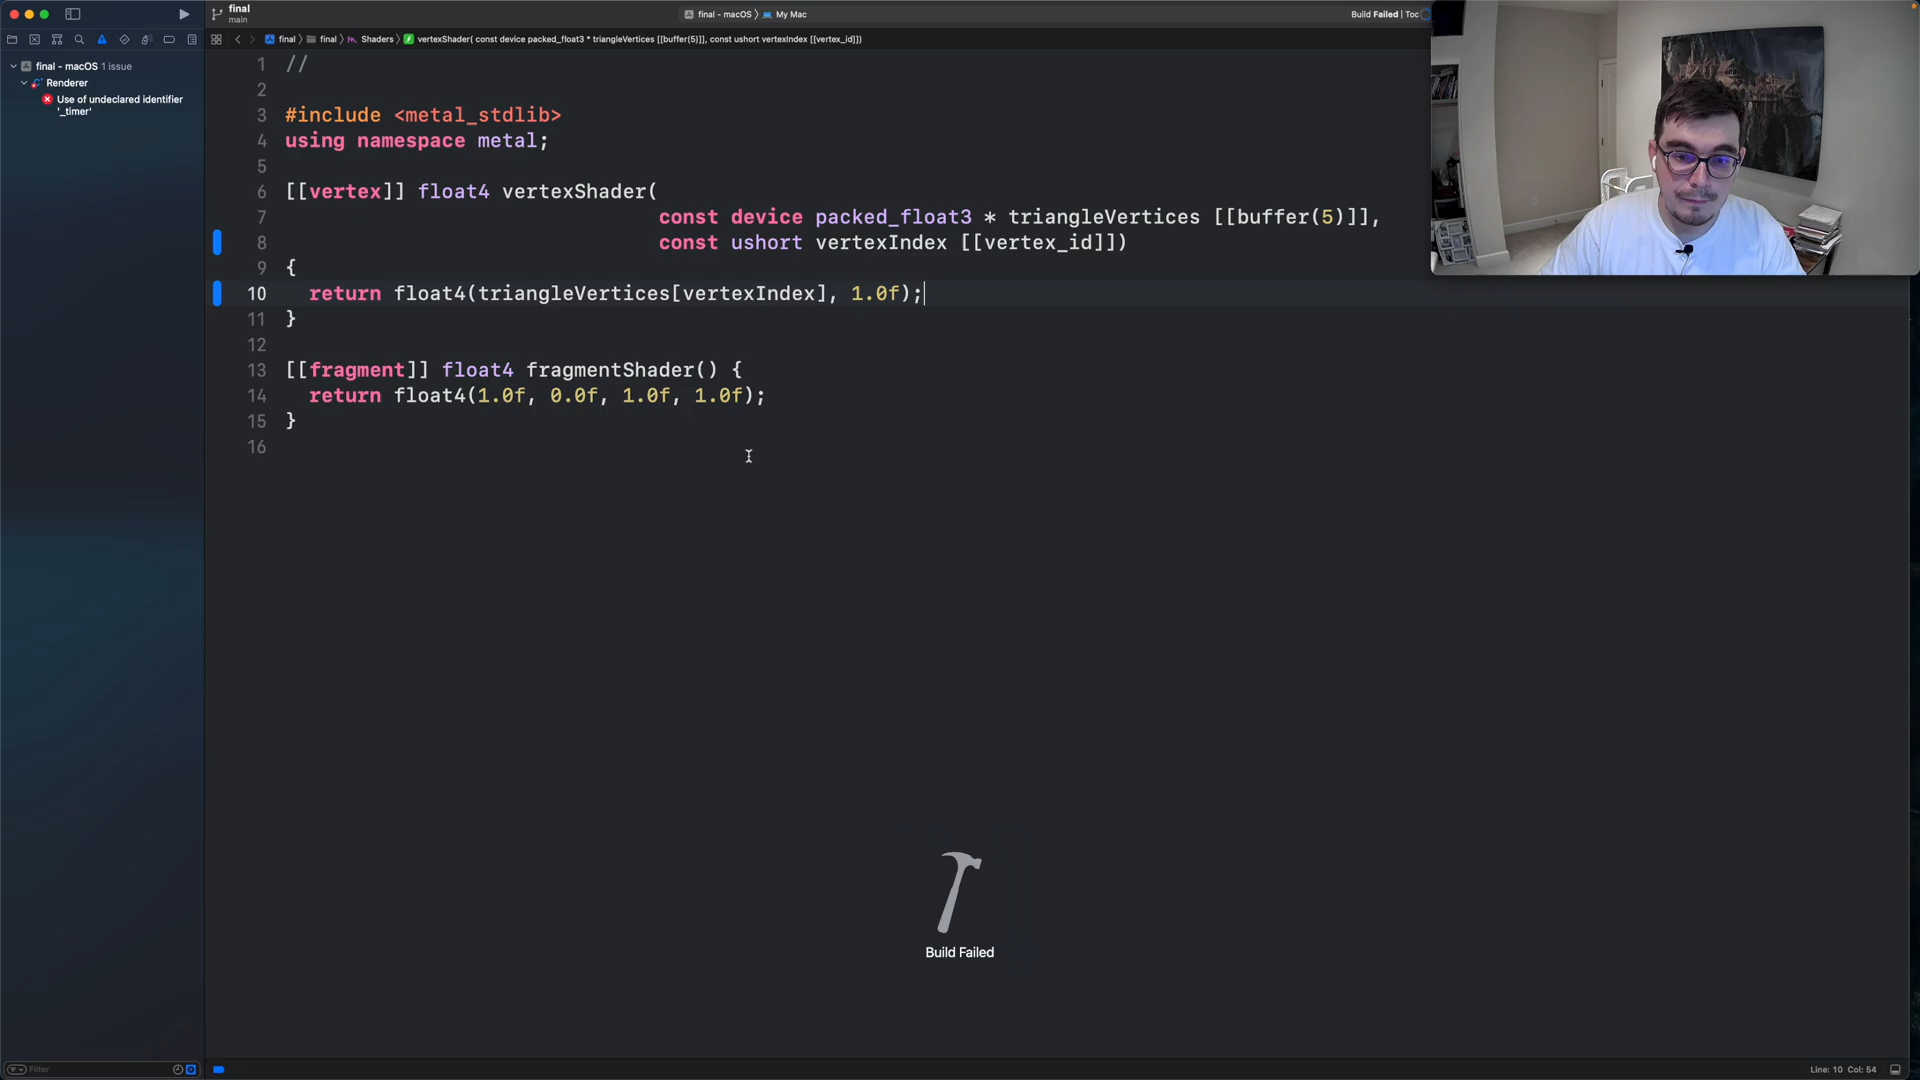 final
main
final - macOS
My Mac
Build Failed | Toc
final
final
Shaders
vertexShader( const device packed_float3 * triangleVertices [[buffer(5)]], const ushort vertexIndex [[vertex_id]])
final - macOS 1 issue
Renderer
Use of undeclared identifier
'_timer'
1 //
2
3 #include <metal_stdlib>
4 using namespace metal;
5
6 [[vertex]] float4 vertexShader(
7 const device packed_float3 * triangleVertices [[buffer(5)]],
8 const ushort vertexIndex [[vertex_id]])
9 {
10 return float4(triangleVertices[vertexIndex], 1.0f);
11 }
12
13 [[fragment]] float4 fragmentShader() {
14 return float4(1.0f, 0.0f, 1.0f, 1.0f);
15 }
16
Build Failed
Filter
Line: 10 Col: 54